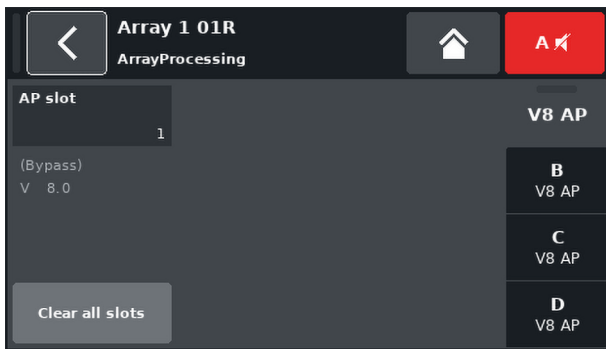 Array 1 01R
ArrayProcessing
A
AP slot
1
(Bypass)
V 8.0
Clear all slots
V8 AP
B
V8 AP
C
V8 AP
D
V8 AP